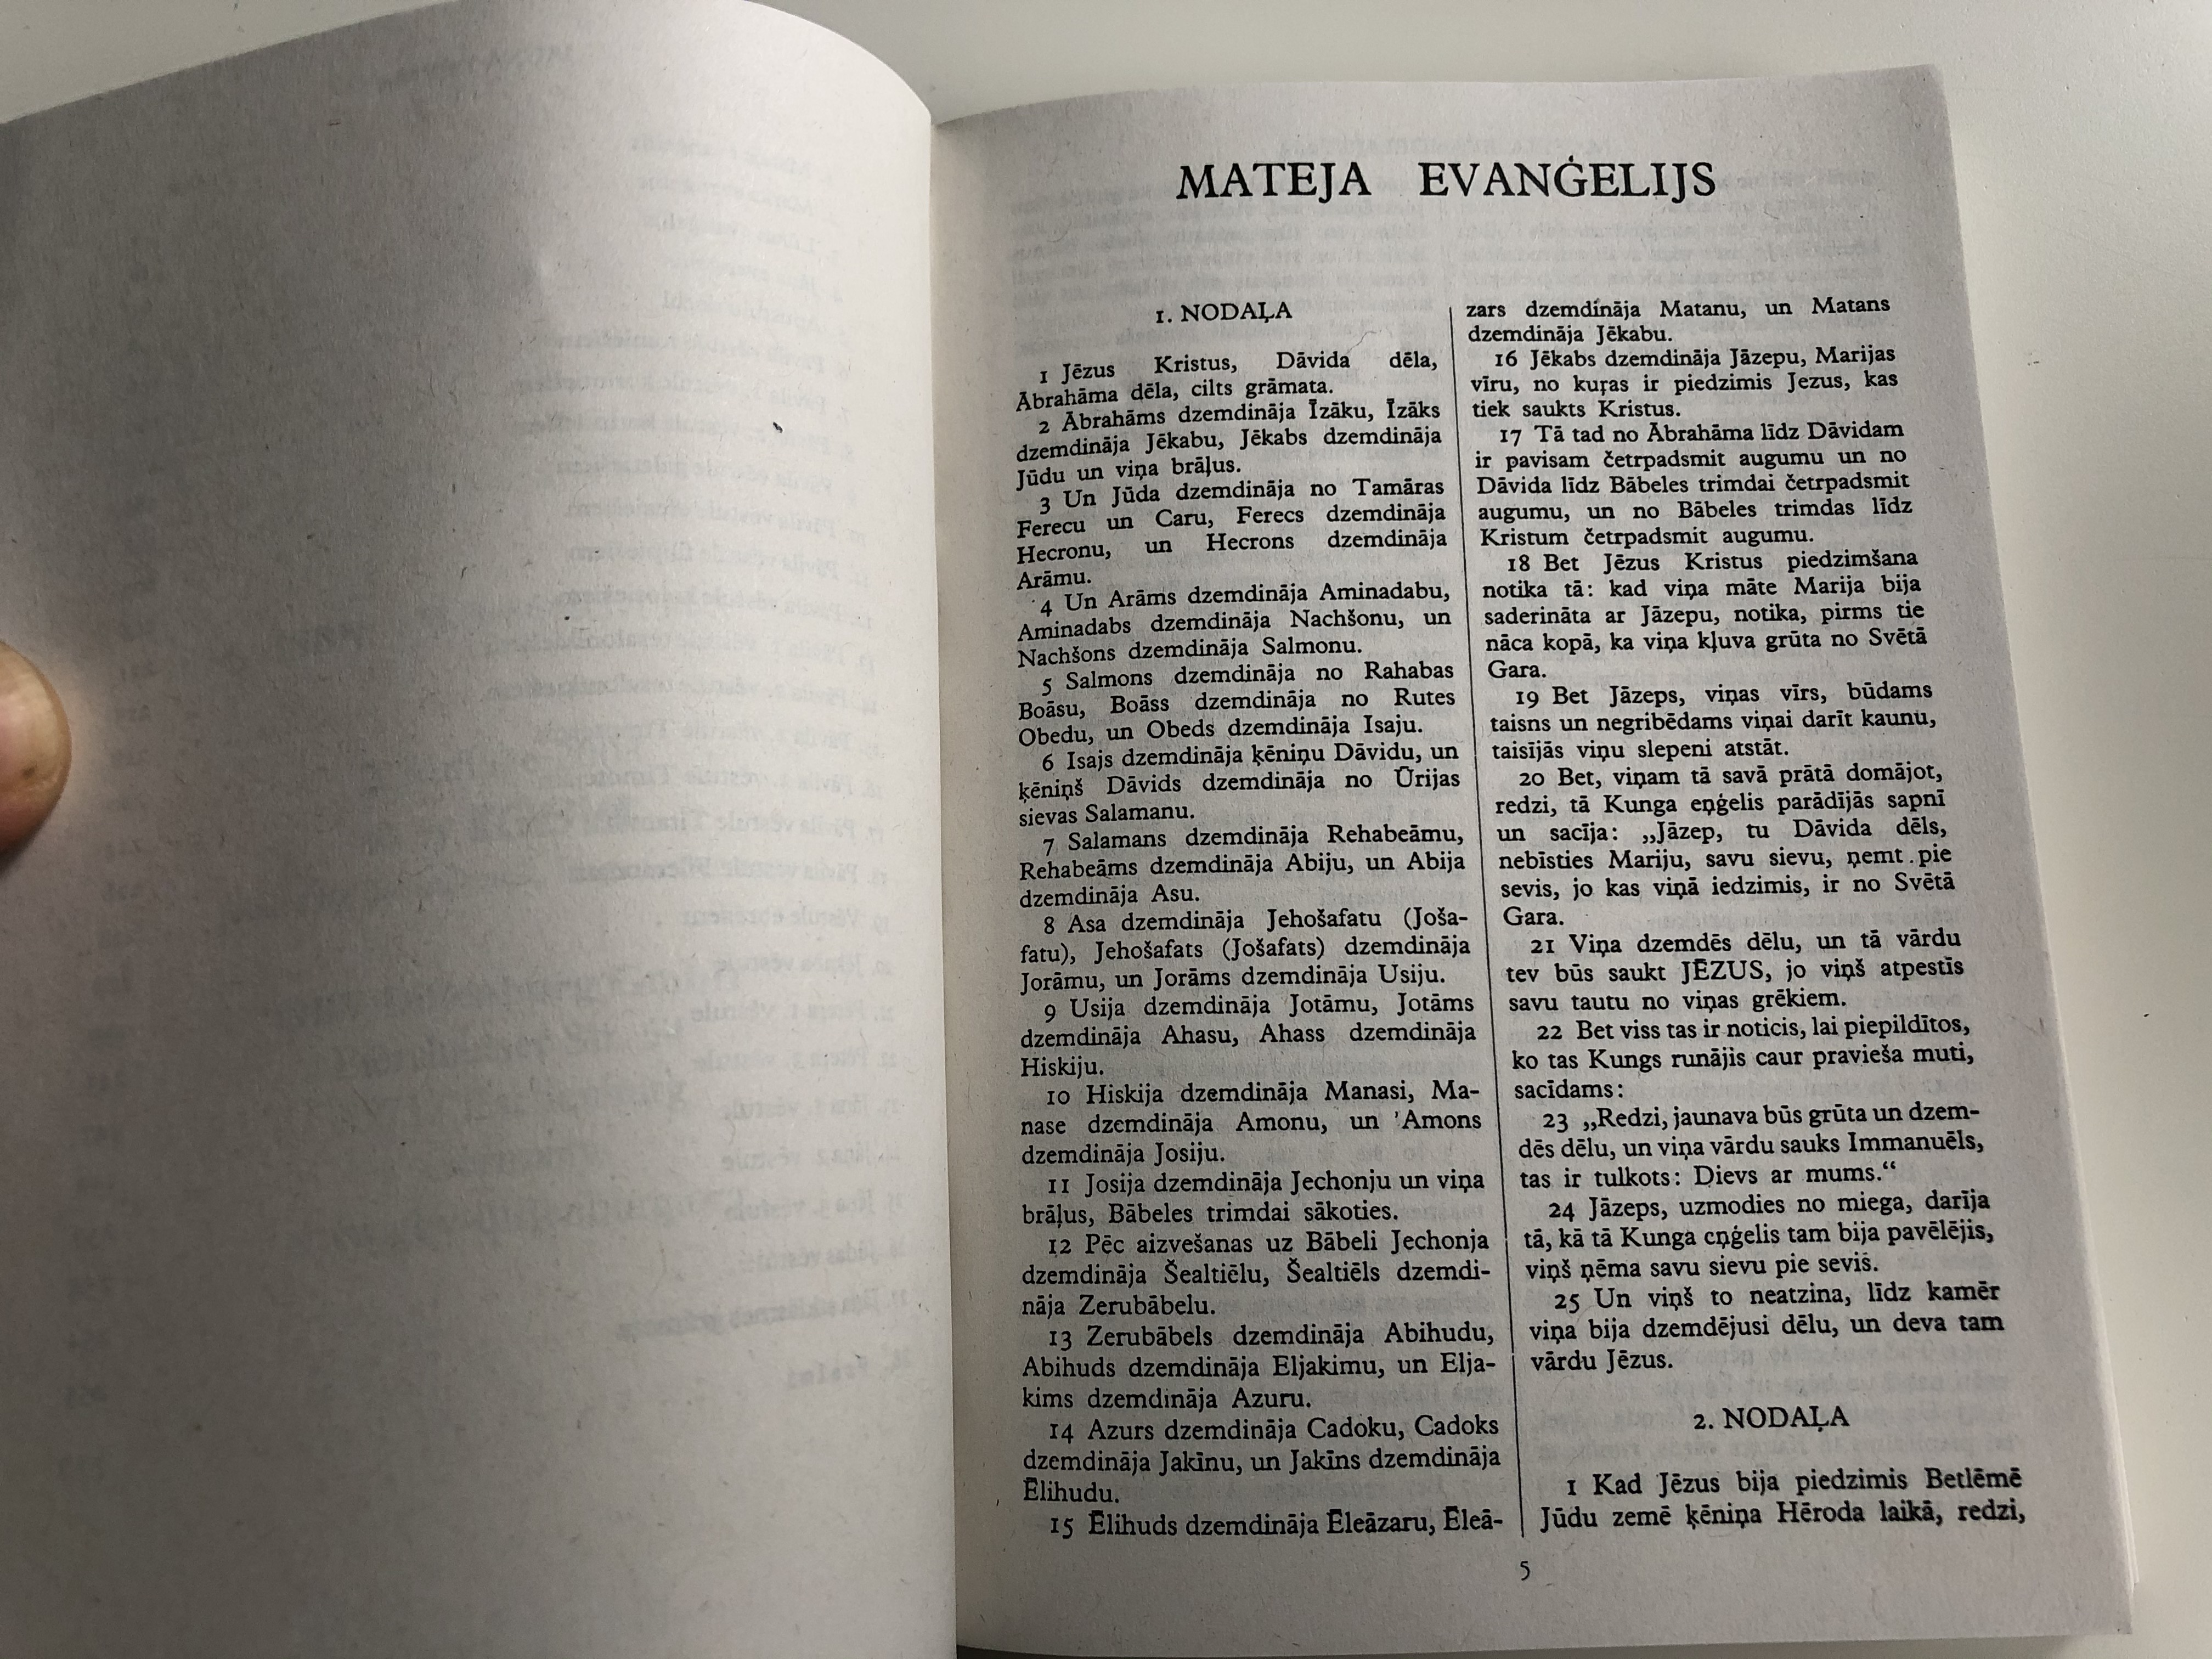 MATEJA EVANĢELIJS
1. NODAĻA
1 Jēzus Kristus, Dāvida dēla,
Ābrahāma dēla, cilts grāmata.
2 Ābrahāms dzemdināja Īzāku, Īzāks
dzemdināja Jēkabu, Jēkabs dzemdināja
Jūdu un viņa brāļus.
3 Un Jūda dzemdināja no Tamāras
Ferecu un Caru, Ferecs dzemdināja
Hecronu, un Hecrons dzemdināja
Arāmu.
4 Un Arāms dzemdināja Aminadabu,
Aminadabs dzemdināja Nachšonu, un
Nachšons dzemdināja Salmonu.
5 Salmons dzemdināja no Rahabas
Boāsu, Boāss dzemdināja no Rutes
Obedu, un Obeds dzemdināja Isaju.
6 Isajs dzemdināja ķēniņu Dāvidu, un
ķēniņš Dāvids dzemdināja no Ūrijas
sievas Salamanu.
7 Salamans dzemdināja Rehabeāmu,
Rehabeāms dzemdināja Abiju, un Abija
dzemdināja Asu.
8 Asa dzemdināja Jehošafatu (Joša-
fatu), Jehošafats (Jošafats) dzemdināja
Jorāmu, un Jorāms dzemdināja Usiju.
9 Usija dzemdināja Jotāmu, Jotāms
dzemdināja Ahasu, Ahass dzemdināja
Hiskiju.
10 Hiskija dzemdināja Manasi, Ma-
nase dzemdināja Amonu, un Amons
dzemdināja Josiju.
11 Josija dzemdināja Jechonju un viņa
brāļus, Bābeles trimdai sākoties.
12 Pēc aizvešanas uz Bābeli Jechonja
dzemdināja Šealtiēlu, Šealtiēls dzemdi-
nāja Zerubābelu.
13 Zerubābels dzemdināja Abihudu,
Abihuds dzemdināja Eljakimu, un Elja-
kims dzemdināja Azuru.
14 Azurs dzemdināja Cadoku, Cadoks
dzemdināja Jakīnu, un Jakīns dzemdināja
Ēlihudu.
15 Ēlihuds dzemdināja Ēleāzaru, Ēleā-
zars dzemdināja Matanu, un Matans
dzemdināja Jēkabu.
16 Jēkabs dzemdināja Jāzepu, Marijas
vīru, no kuŗas ir piedzimis Jezus, kas
tiek saukts Kristus.
17 Tā tad no Ābrahāma līdz Dāvidam
ir pavisam četrpadsmit augumu un no
Dāvida līdz Bābeles trimdai četrpadsmit
augumu, un no Bābeles trimdas līdz
Kristum četrpadsmit augumu.
18 Bet Jēzus Kristus piedzimšana
notika tā: kad viņa māte Marija bija
saderināta ar Jāzepu, notika, pirms tie
nāca kopā, ka viņa kļuva grūta no Svētā
Gara.
19 Bet Jāzeps, viņas vīrs, būdams
taisns un negribēdams viņai darīt kaunu,
taisījās viņu slepeni atstāt.
20 Bet, viņam tā savā prātā domājot,
redzi, tā Kunga eņģelis parādījās sapnī
un sacīja: „Jāzep, tu Dāvida dēls,
nebīsties Mariju, savu sievu, ņemt pie
sevis, jo kas viņā iedzimis, ir no Svētā
Gara.
21 Viņa dzemdēs dēlu, un tā vārdu
tev būs saukt JĒZUS, jo viņš atpestīs
savu tautu no viņas grēkiem.
22 Bet viss tas ir noticis, lai piepildītos,
ko tas Kungs runājis caur pravieša muti,
sacīdams:
23 „Redzi, jaunava būs grūta un dzem-
dēs dēlu, un viņa vārdu sauks Immanuēls,
tas ir tulkots: Dievs ar mums.“
24 Jāzeps, uzmodies no miega, darīja
tā, kā tā Kunga eņģelis tam bija pavēlējis,
viņš ņēma savu sievu pie sevis.
25 Un viņš to neatzina, līdz kamēr
viņa bija dzemdējusi dēlu, un deva tam
vārdu Jēzus.
2. NODAĻA
1 Kad Jēzus bija piedzimis Betlēmē
Jūdu zemē ķēniņa Hēroda laikā, redzi,
5